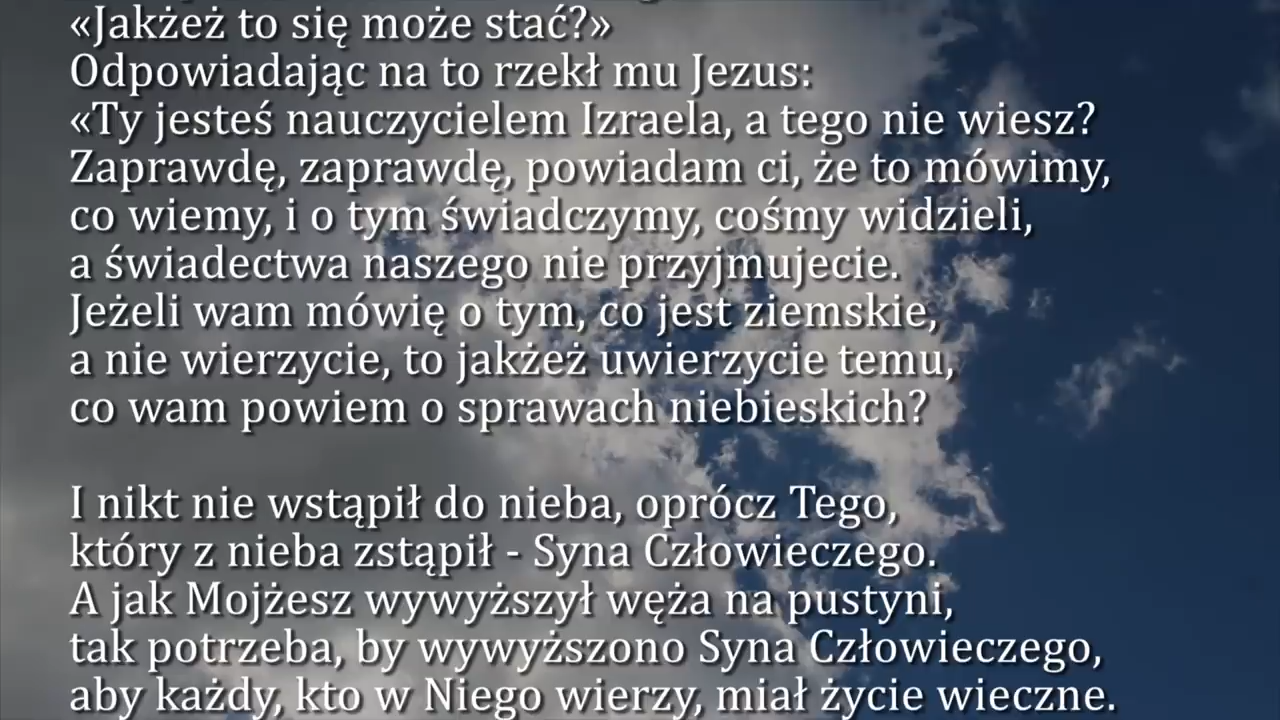 «Jakżeż to się może stać?»
Odpowiadając na to rzekł mu Jezus:
«Ty jesteś nauczycielem Izraela, a tego nie wiesz?
Zaprawdę, zaprawdę, powiadam ci, że to mówimy,
co wiemy, i o tym świadczymy, cośmy widzieli,
a świadectwa naszego nie przyjmujecie.
Jeżeli wam mówię o tym, co jest ziemskie,
a nie wierzycie, to jakżeż uwierzycie temu,
co wam powiem o sprawach niebieskich?
I nikt nie wstąpił do nieba, oprócz Tego,
który z nieba zstąpił - Syna Człowieczego.
A jak Mojżesz wywyższył węża na pustyni,
tak potrzeba, by wywyższono Syna Człowieczego,
aby każdy, kto w Niego wierzy, miał życie wieczne.